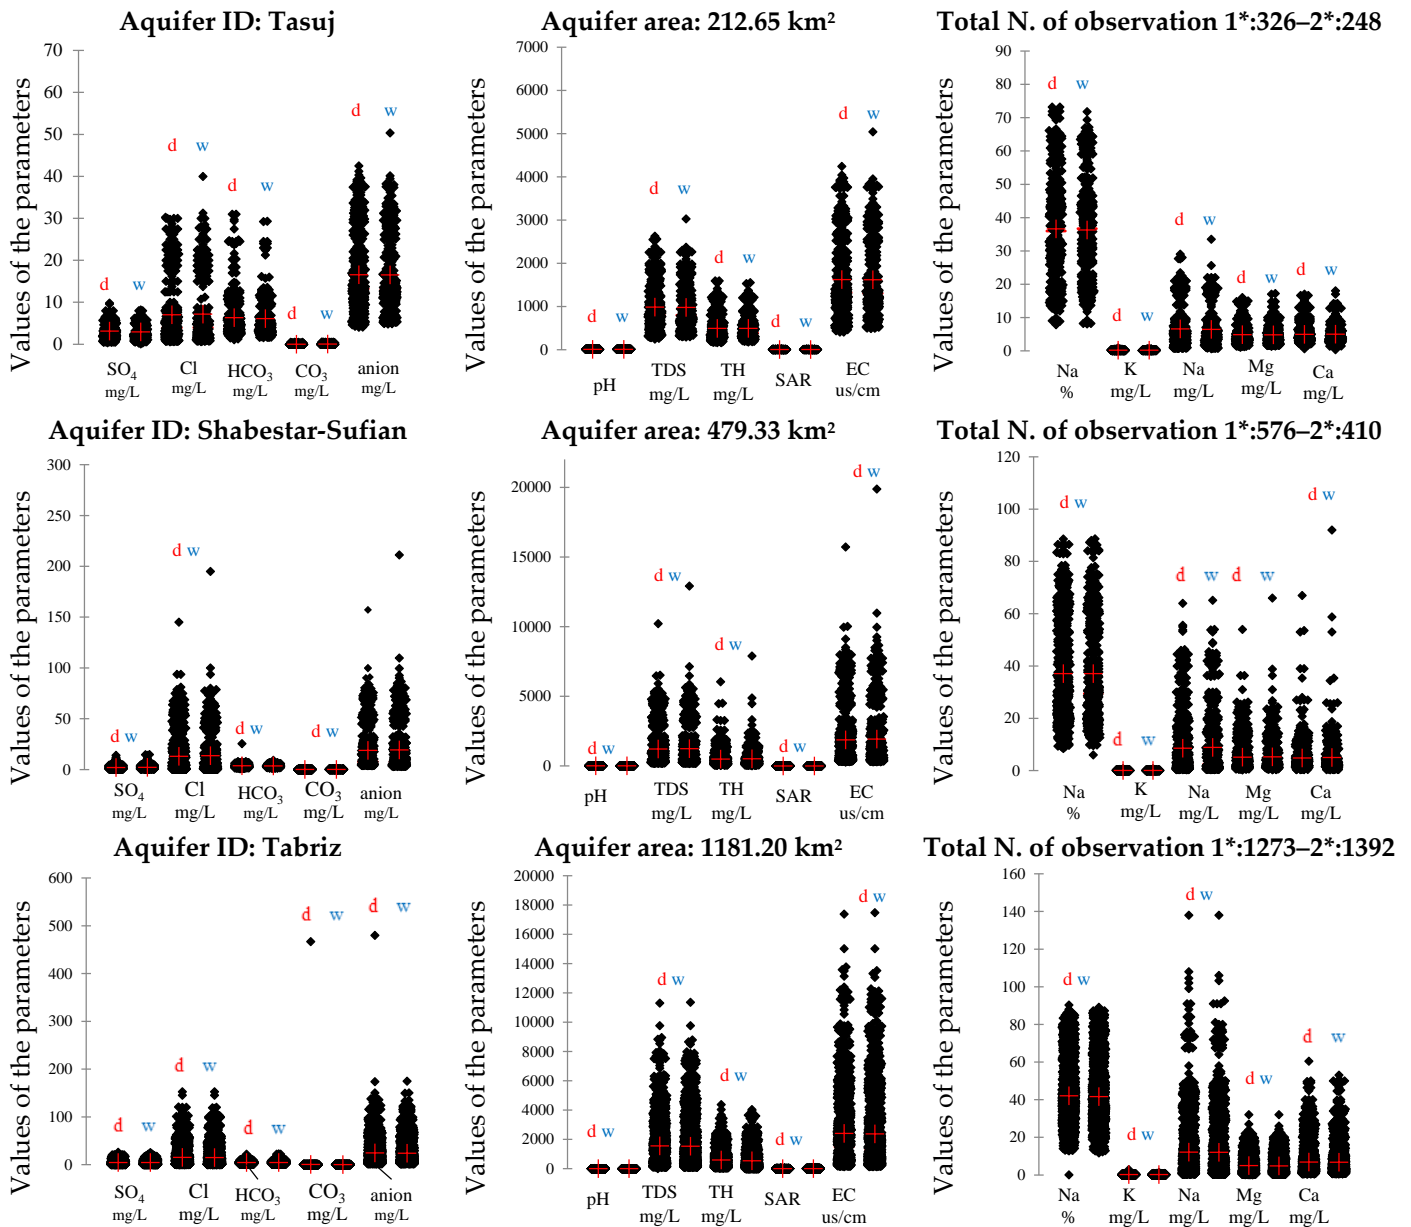 Aquifer ID: Tasuj
Aquifer area: 212.65 km²
Total N. of observation 1*:326–2*:248
Values of the parameters
70
60
50
40
30
20
10
0
d w
d w
d w
d w
d w
SO₄ Cl HCO₃ CO₃ anion
mg/L mg/L mg/L mg/L mg/L
Values of the parameters
7000
6000
5000
4000
3000
2000
1000
0
d w
d w
d w
d w
d w
pH TDS TH SAR EC
mg/L mg/L us/cm
Values of the parameters
90
80
70
60
50
40
30
20
10
0
d w
d w
d w
d w
d w
Na K Na Mg Ca
% mg/L mg/L mg/L mg/L
Aquifer ID: Shabestar-Sufian
Aquifer area: 479.33 km²
Total N. of observation 1*:576–2*:410
Values of the parameters
300
250
200
150
100
50
0
d w
d w
d w
d w
SO₄ Cl HCO₃ CO₃ anion
mg/L mg/L mg/L mg/L mg/L
Values of the parameters
20000
15000
10000
5000
0
d w
d w
d w
d w
d w
pH TDS TH SAR EC
mg/L mg/L us/cm
Values of the parameters
120
100
80
60
40
20
0
d w
d w
d w
d w
d w
Na K Na Mg Ca
% mg/L mg/L mg/L mg/L
Aquifer ID: Tabriz
Aquifer area: 1181.20 km²
Total N. of observation 1*:1273–2*:1392
Values of the parameters
600
500
400
300
200
100
0
d w
d w
d w
d w
d w
SO₄ Cl HCO₃ CO₃ anion
mg/L mg/L mg/L mg/L mg/L
Values of the parameters
20000
18000
16000
14000
12000
10000
8000
6000
4000
2000
0
d w
d w
d w
d w
d w
pH TDS TH SAR EC
mg/L mg/L us/cm
Values of the parameters
160
140
120
100
80
60
40
20
0
d w
d w
d w
d w
d w
Na K Na Mg Ca
% mg/L mg/L mg/L mg/L